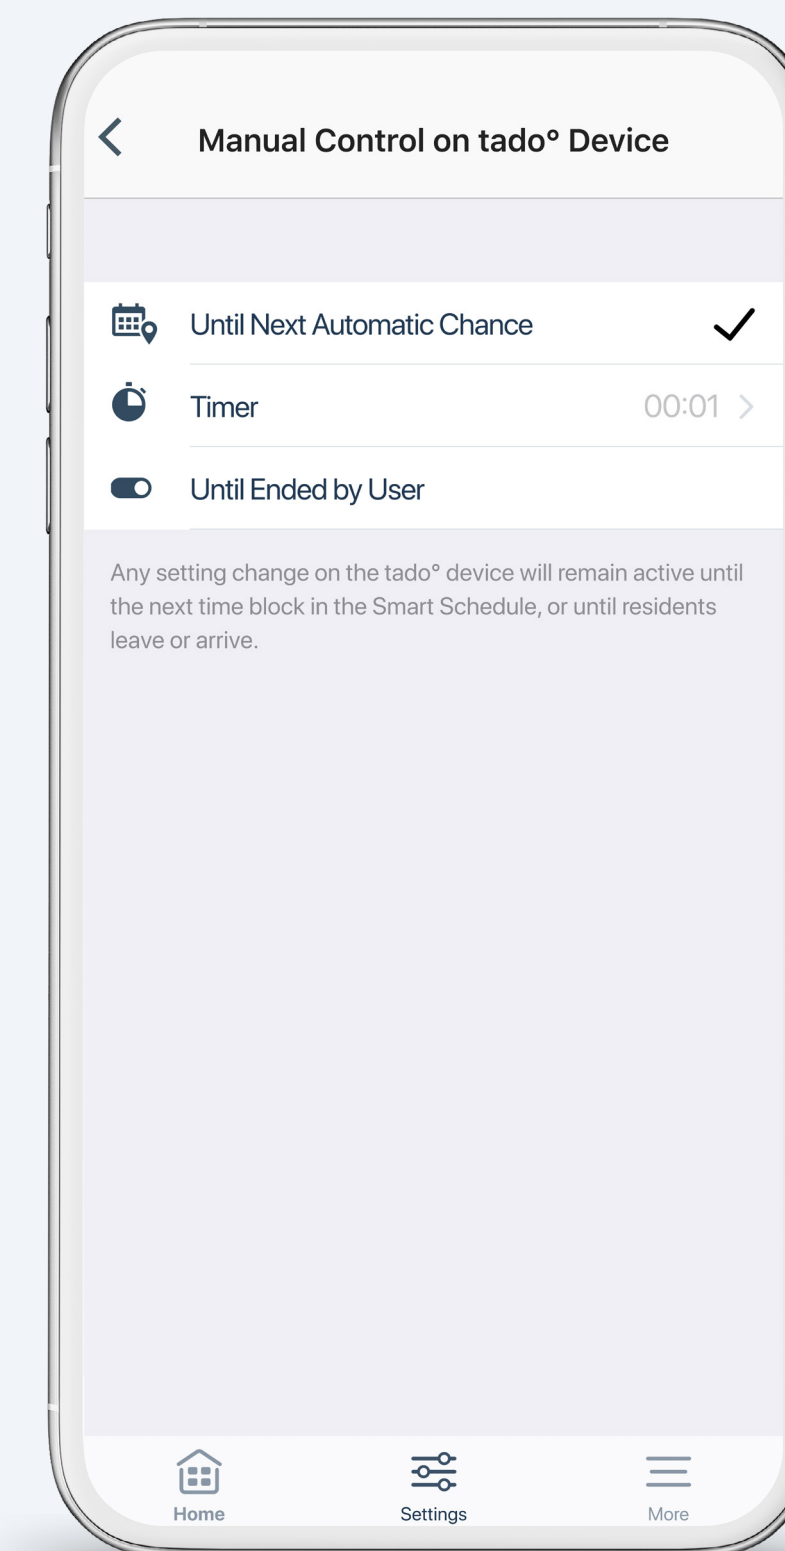 Manual Control on tado° Device
Until Next Automatic Chance
Timer 00:01
Until Ended by User
Any setting change on the tado° device will remain active until
the next time block in the Smart Schedule, or until residents
leave or arrive.
Home Settings More